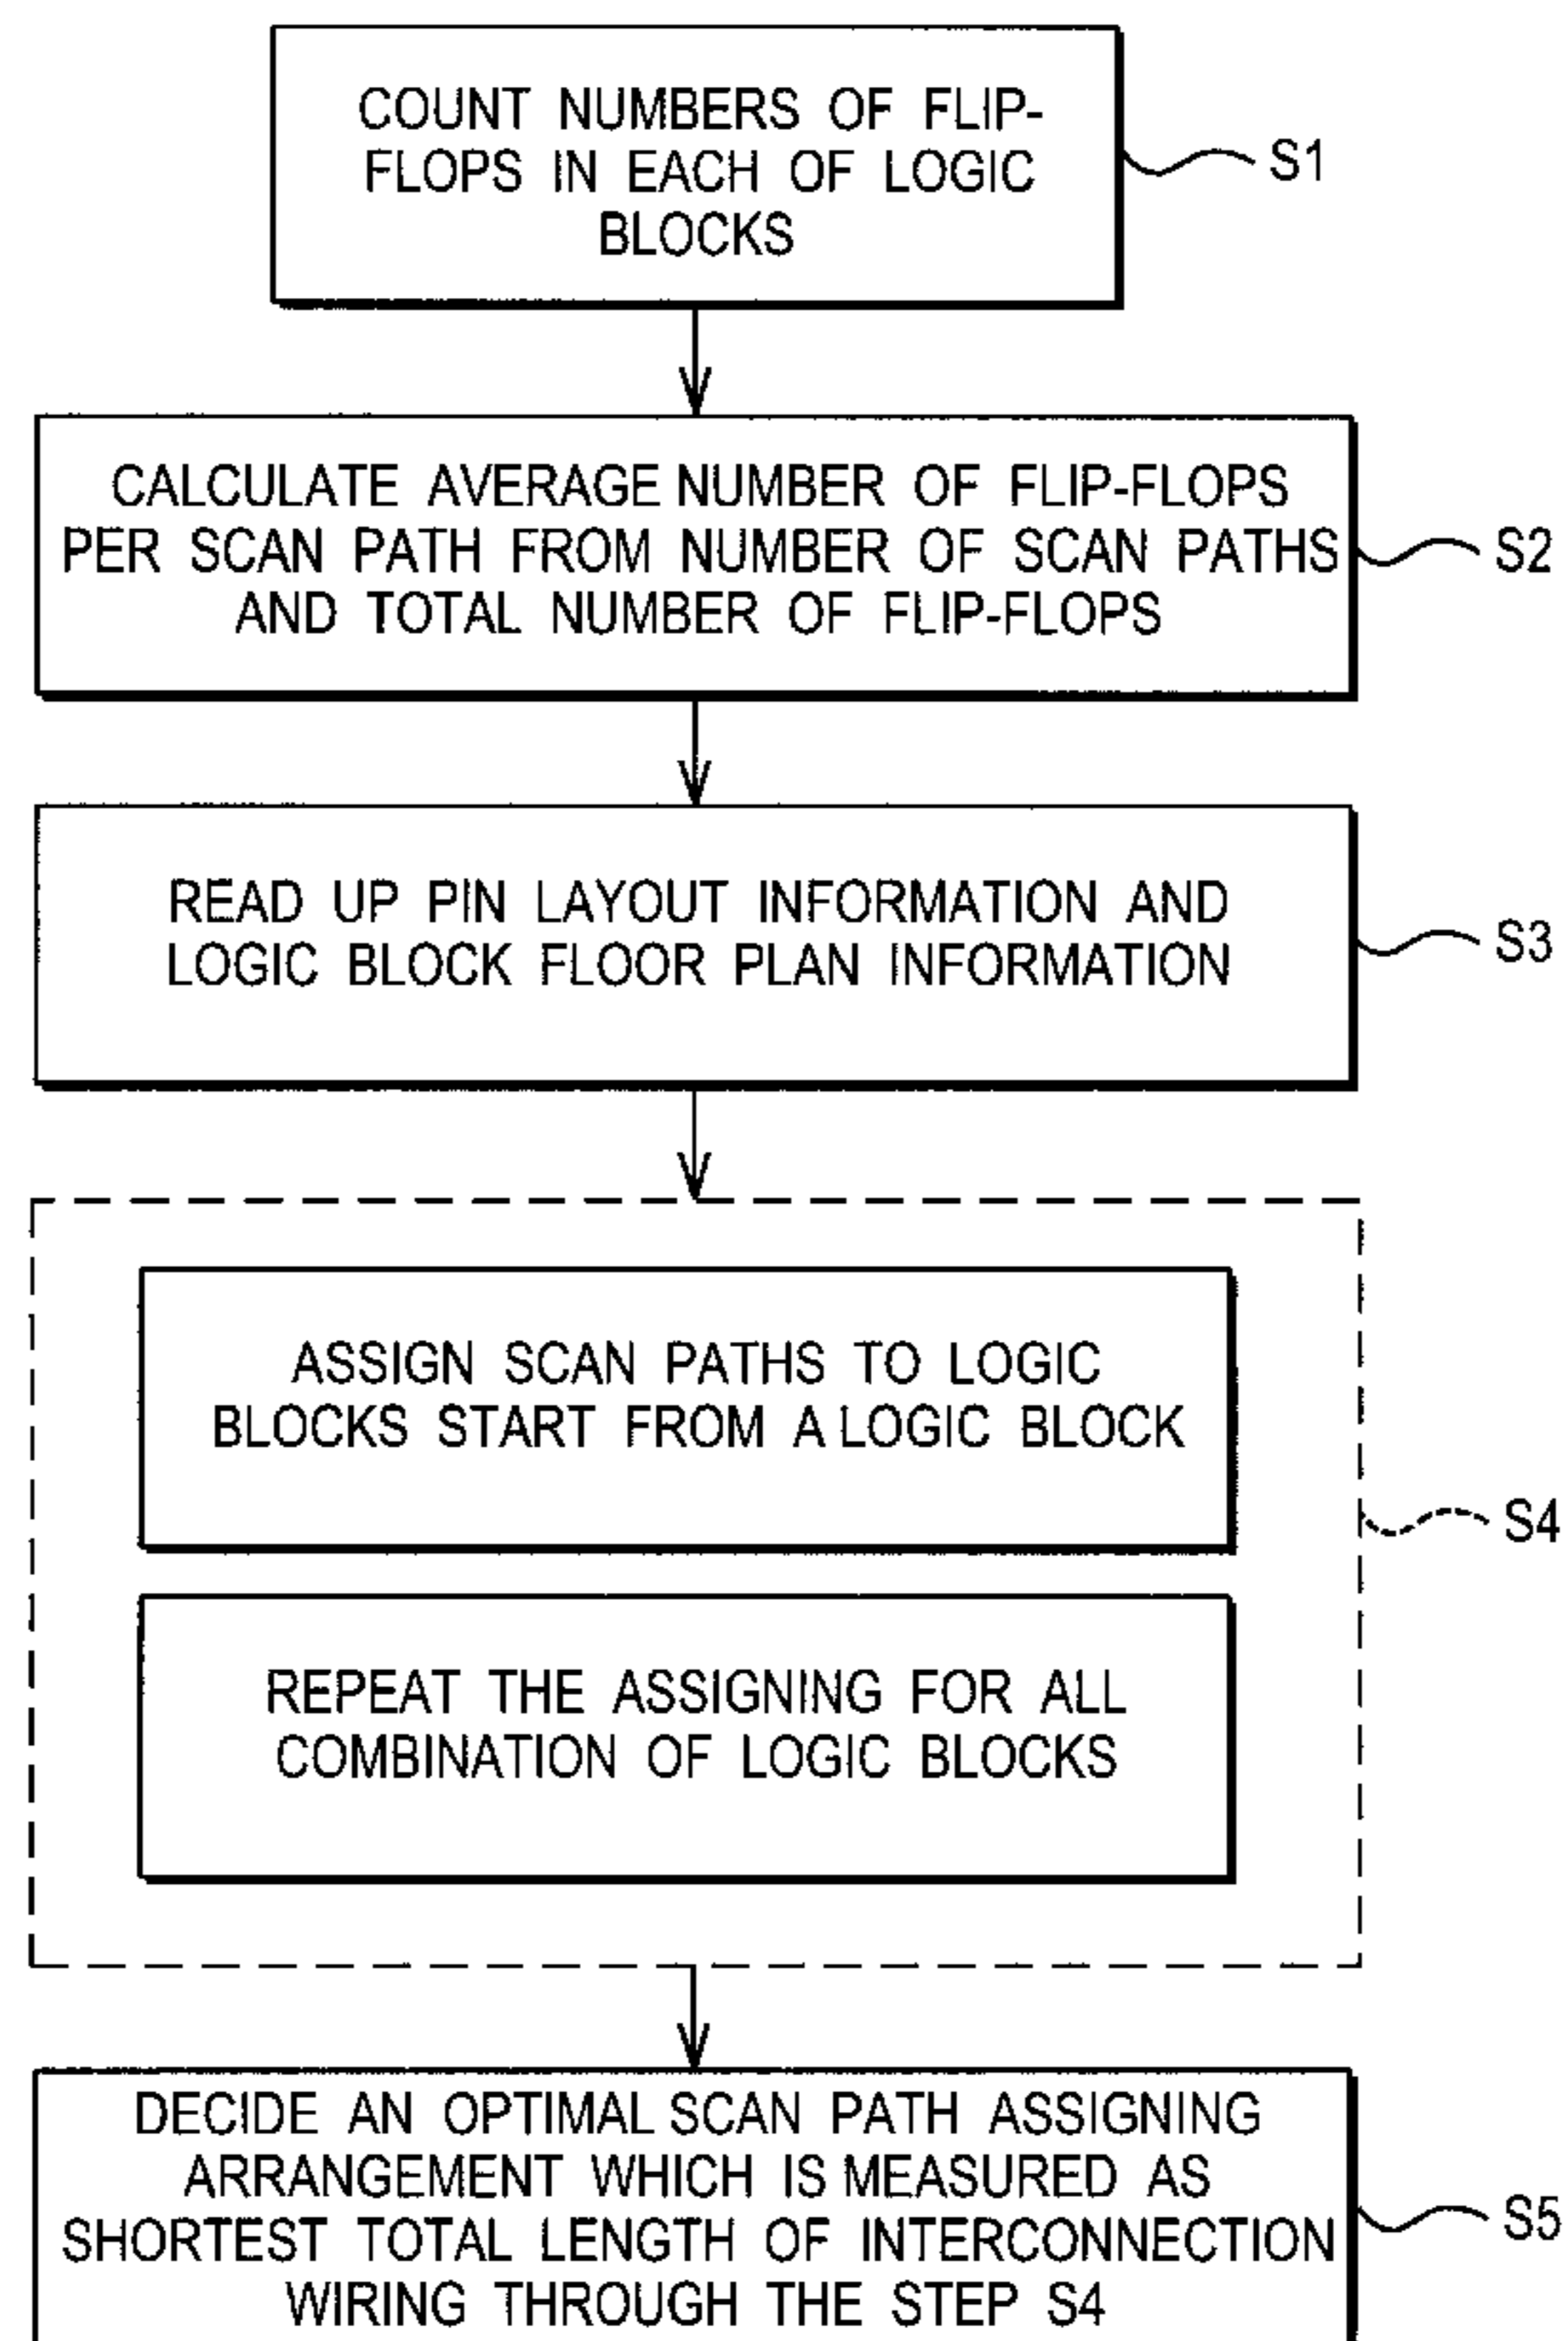 COUNT NUMBERS OF FLIP-
FLOPS IN EACH OF LOGIC
BLOCKS
S1
CALCULATE AVERAGE NUMBER OF FLIP-FLOPS
PER SCAN PATH FROM NUMBER OF SCAN PATHS
AND TOTAL NUMBER OF FLIP-FLOPS
S2
READ UP PIN LAYOUT INFORMATION AND
LOGIC BLOCK FLOOR PLAN INFORMATION
S3
ASSIGN SCAN PATHS TO LOGIC
BLOCKS START FROM A LOGIC BLOCK
S4
REPEAT THE ASSIGNING FOR ALL
COMBINATION OF LOGIC BLOCKS
DECIDE AN OPTIMAL SCAN PATH ASSIGNING
ARRANGEMENT WHICH IS MEASURED AS
SHORTEST TOTAL LENGTH OF INTERCONNECTION
WIRING THROUGH THE STEP S4
S5